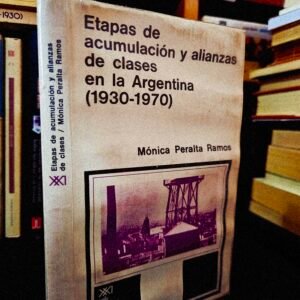 -1930)
Etapas de
acumulación y alianzas
de clases
en la Argentina
(1930-1970)
Mónica Peralta Ramos
Etapas de
acumulación y alianzas
de clases / Mónica Peralta Ramos
XXI